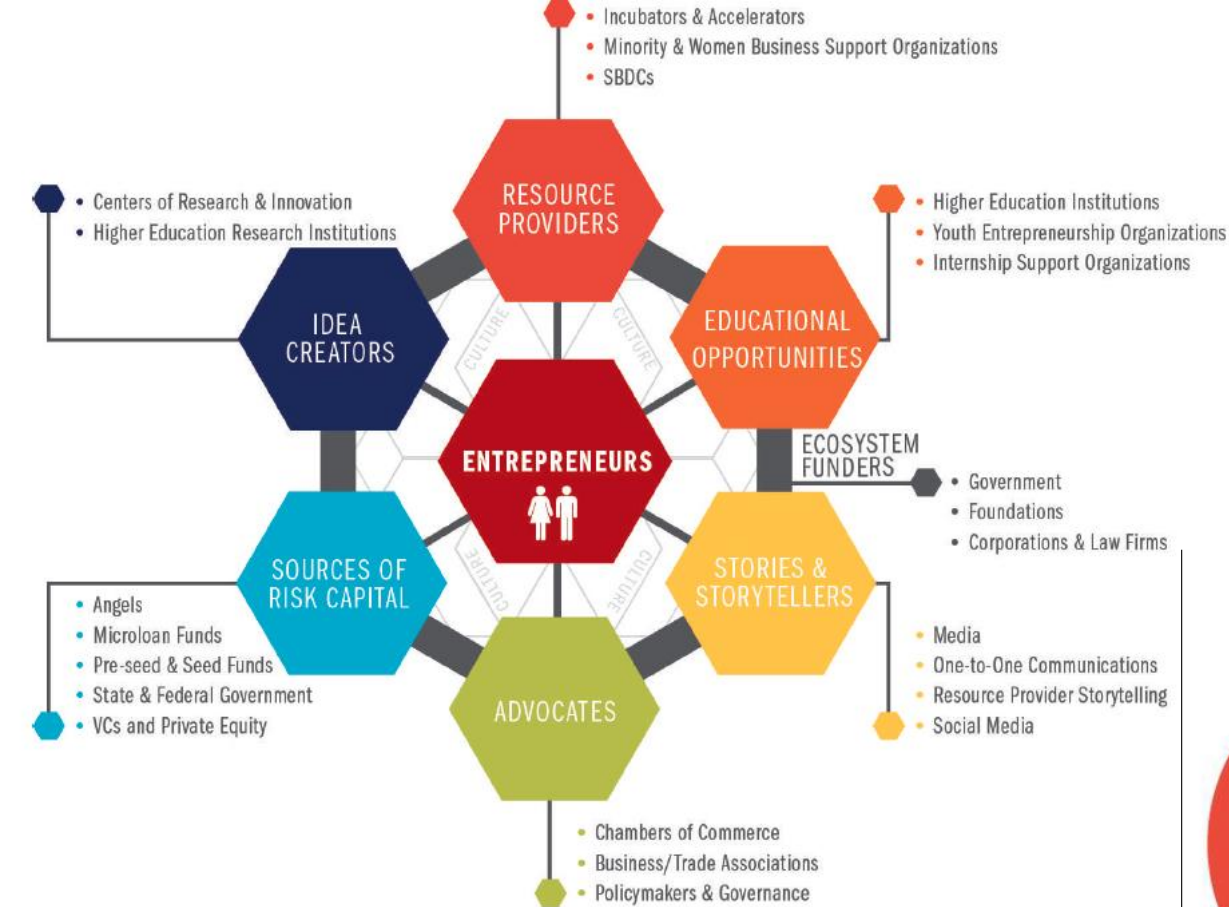 • Incubators & Accelerators
• Minority & Women Business Support Organizations
• SBDCs
RESOURCE
PROVIDERS
• Centers of Research & Innovation
• Higher Education Research Institutions
IDEA
CREATORS
• Higher Education Institutions
• Youth Entrepreneurship Organizations
• Internship Support Organizations
EDUCATIONAL
OPPORTUNITIES
CULTURE
CULTURE
ENTREPRENEURS
ECOSYSTEM
FUNDERS
• Government
• Foundations
• Corporations & Law Firms
CULTURE
CULTURE
SOURCES OF
RISK CAPITAL
• Angels
• Microloan Funds
• Pre-seed & Seed Funds
• State & Federal Government
• VCs and Private Equity
STORIES &
STORYTELLERS
• Media
• One-to-One Communications
• Resource Provider Storytelling
• Social Media
ADVOCATES
• Chambers of Commerce
• Business/Trade Associations
• Policymakers & Governance